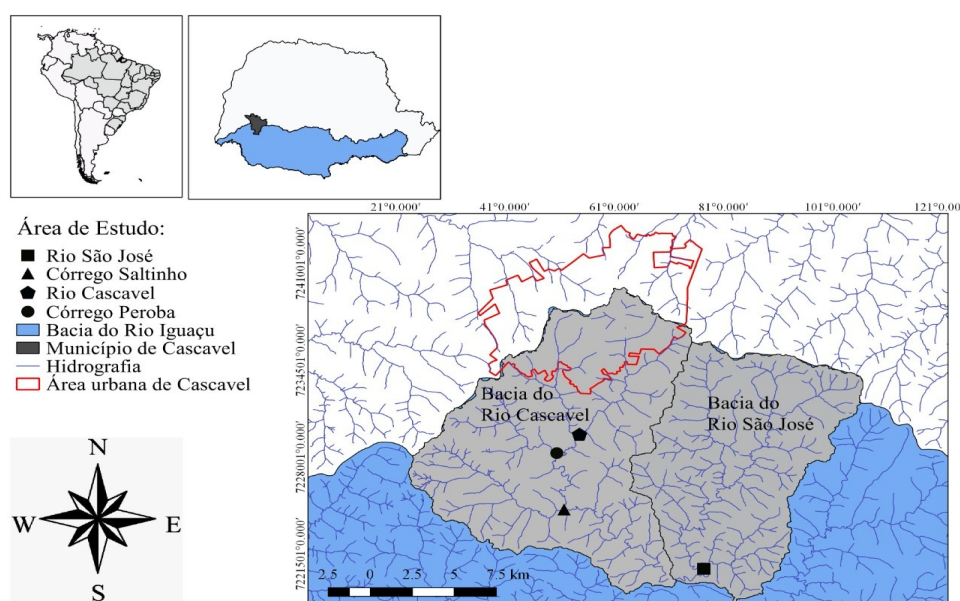 21°0.000' 41°0.000' 61°0.000' 81°0.000' 101°0.000' 121°0.00
Área de Estudo:
Rio São José
Córrego Saltinho
Rio Cascavel
Córrego Peroba
Bacia do Rio Iguaçu
Município de Cascavel
Hidrografia
Área urbana de Cascavel
7241001°0.000'
7234501°0.000'
7228001°0.000'
7221501°0.000'
Bacia do
Rio Cascavel
Bacia do
Rio São José
N
W E
S
2.5 0 2.5 5 7.5 km